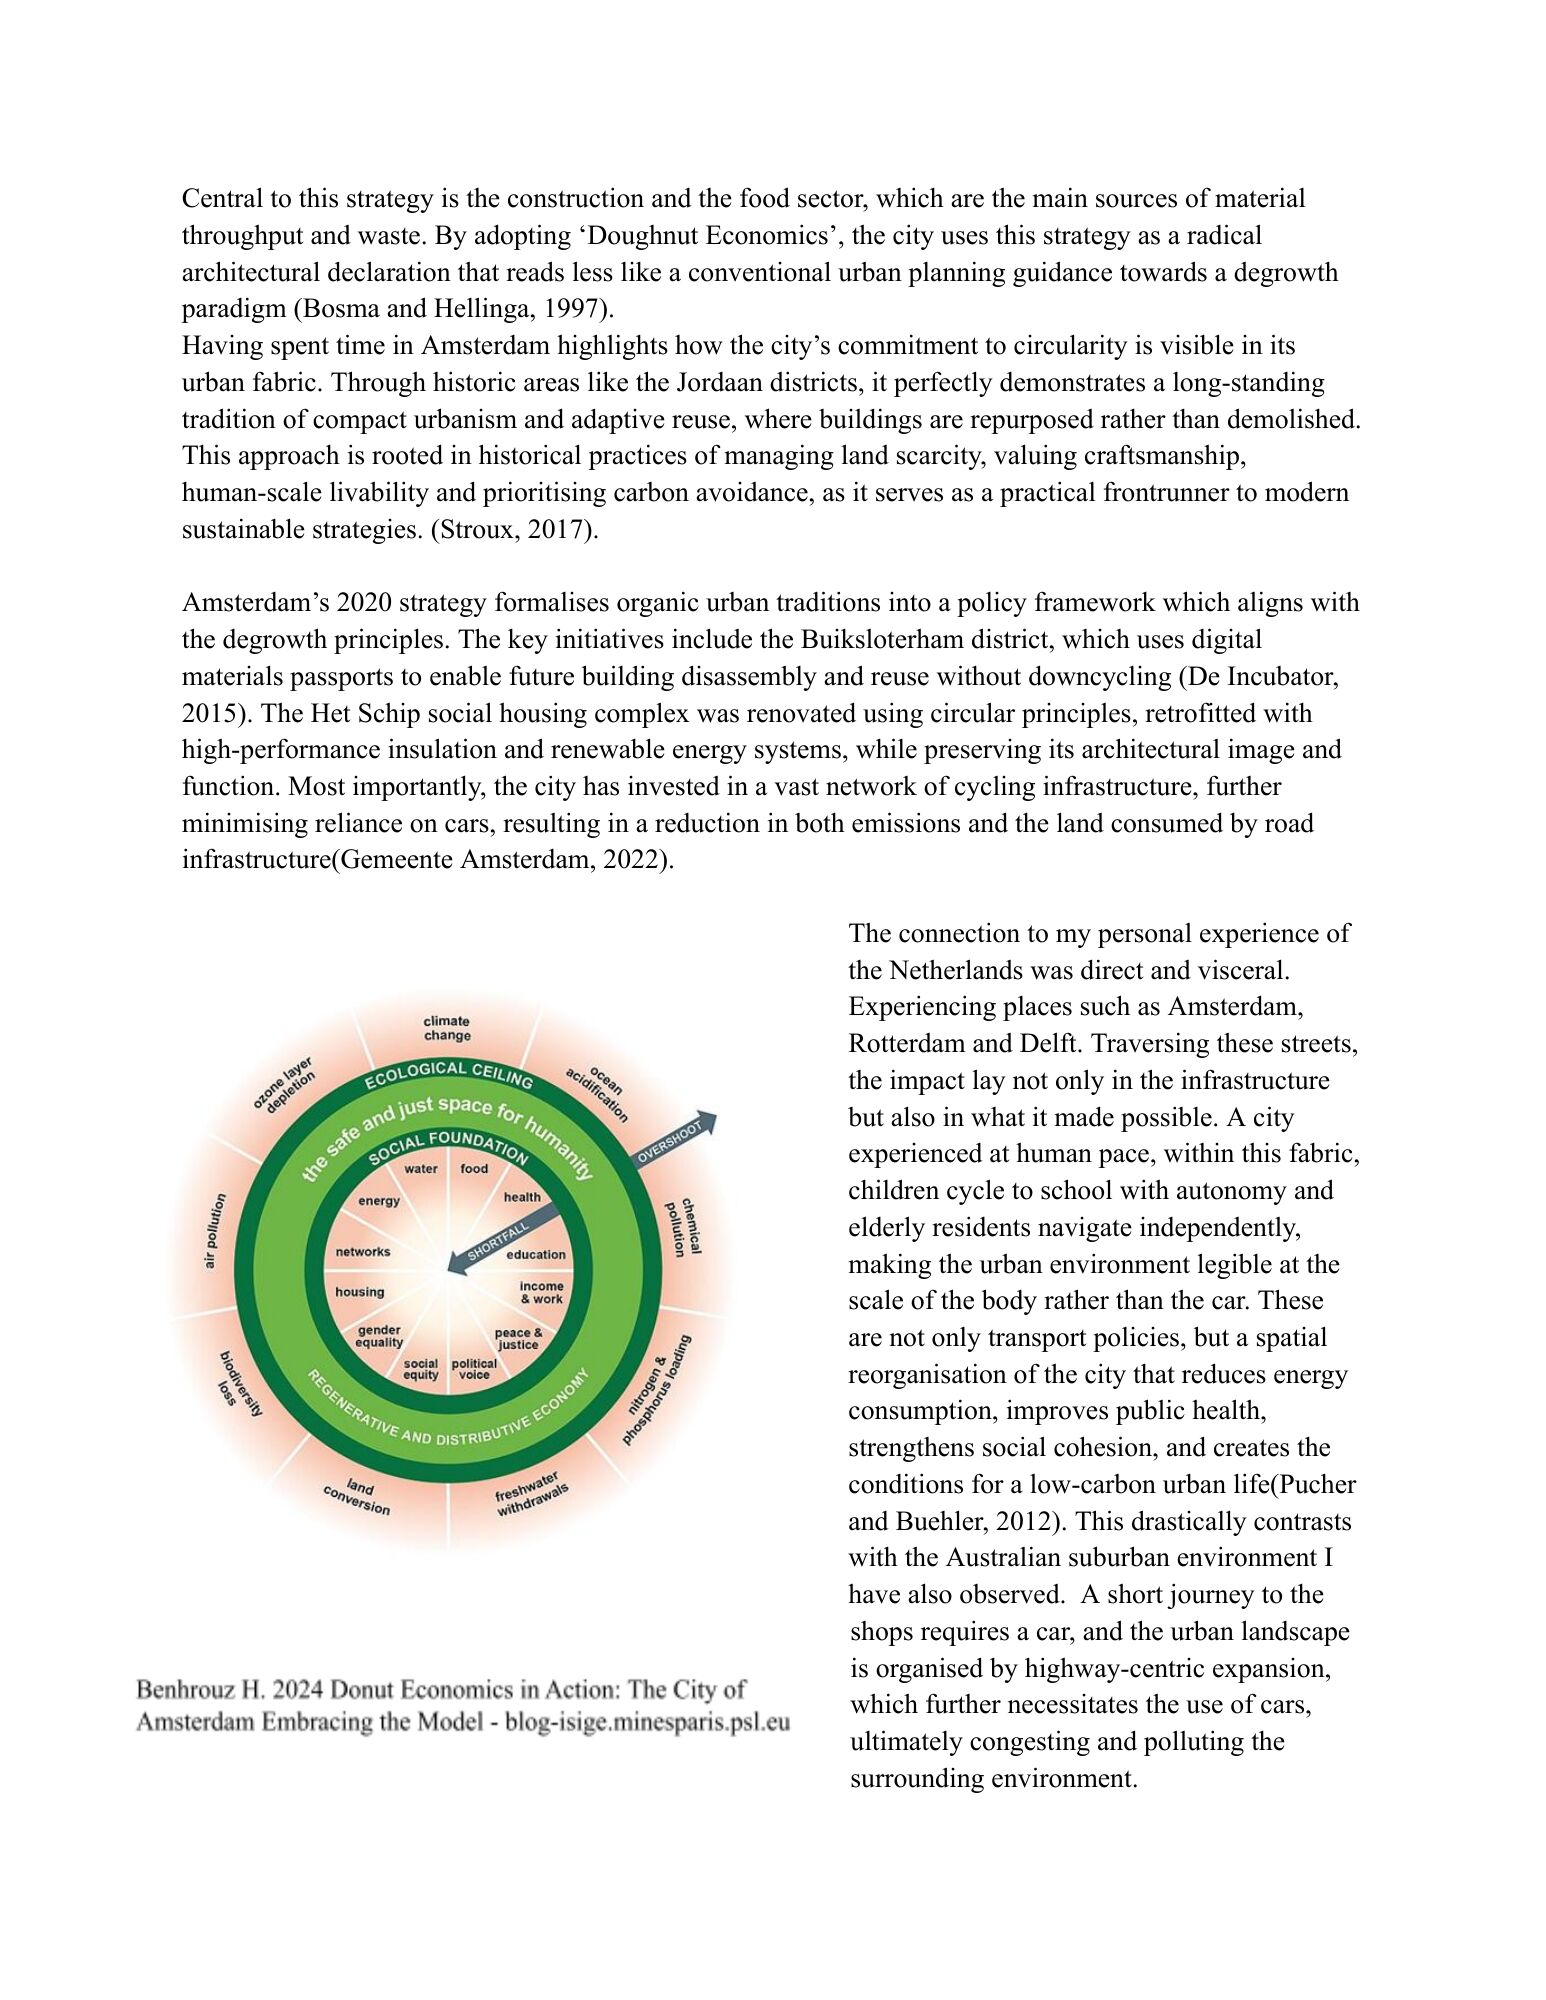 Central to this strategy is the construction and the food sector, which are the main sources of material
throughput and waste. By adopting ‘Doughnut Economics’, the city uses this strategy as a radical
architectural declaration that reads less like a conventional urban planning guidance towards a degrowth
paradigm (Bosma and Hellinga, 1997).
Having spent time in Amsterdam highlights how the city’s commitment to circularity is visible in its
urban fabric. Through historic areas like the Jordaan districts, it perfectly demonstrates a long-standing
tradition of compact urbanism and adaptive reuse, where buildings are repurposed rather than demolished.
This approach is rooted in historical practices of managing land scarcity, valuing craftsmanship,
human-scale livability and prioritising carbon avoidance, as it serves as a practical frontrunner to modern
sustainable strategies. (Stroux, 2017).
Amsterdam’s 2020 strategy formalises organic urban traditions into a policy framework which aligns with
the degrowth principles. The key initiatives include the Buiksloterham district, which uses digital
materials passports to enable future building disassembly and reuse without downcycling (De Incubator,
2015). The Het Schip social housing complex was renovated using circular principles, retrofitted with
high-performance insulation and renewable energy systems, while preserving its architectural image and
function. Most importantly, the city has invested in a vast network of cycling infrastructure, further
minimising reliance on cars, resulting in a reduction in both emissions and the land consumed by road
infrastructure(Gemeente Amsterdam, 2022).
climate
change
ocean
acidification
chemical
pollution
nitrogen &
phosphorus loading
freshwater
withdrawals
land
conversion
biodiversity
loss
air pollution
ozone layer
depletion
ECOLOGICAL CEILING
the safe and just space for humanity
SOCIAL FOUNDATION
OVERSHOOT
SHORTFALL
water
food
health
education
income
& work
peace &
justice
political
voice
social
equity
gender
equality
housing
networks
energy
REGENERATIVE AND DISTRIBUTIVE ECONOMY
Benhrouz H. 2024 Donut Economics in Action: The City of
Amsterdam Embracing the Model - blog-isige.minesparis.psl.eu
The connection to my personal experience of
the Netherlands was direct and visceral.
Experiencing places such as Amsterdam,
Rotterdam and Delft. Traversing these streets,
the impact lay not only in the infrastructure
but also in what it made possible. A city
experienced at human pace, within this fabric,
children cycle to school with autonomy and
elderly residents navigate independently,
making the urban environment legible at the
scale of the body rather than the car. These
are not only transport policies, but a spatial
reorganisation of the city that reduces energy
consumption, improves public health,
strengthens social cohesion, and creates the
conditions for a low-carbon urban life(Pucher
and Buehler, 2012). This drastically contrasts
with the Australian suburban environment I
have also observed.  A short journey to the
shops requires a car, and the urban landscape
is organised by highway-centric expansion,
which further necessitates the use of cars,
ultimately congesting and polluting the
surrounding environment.